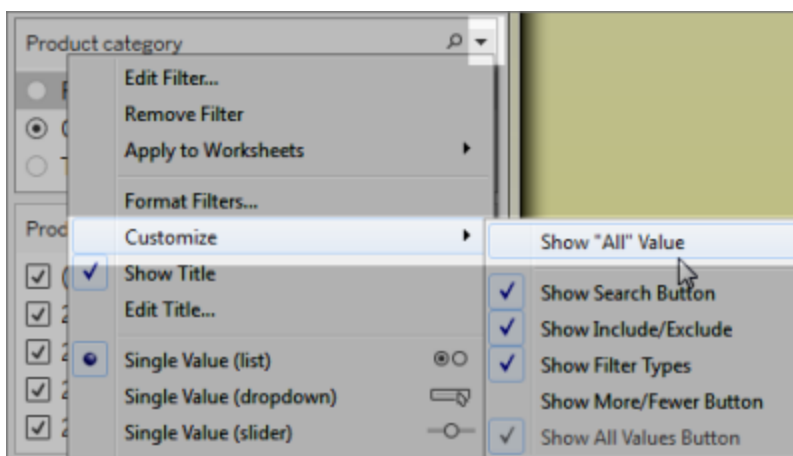 Product category
Edit Filter...
Remove Filter
Apply to Worksheets
Format Filters...
Customize
Show Title
Edit Title...
Single Value (list)
Single Value (dropdown)
Single Value (slider)
Show "All" Value
Show Search Button
Show Include/Exclude
Show Filter Types
Show More/Fewer Button
Show All Values Button